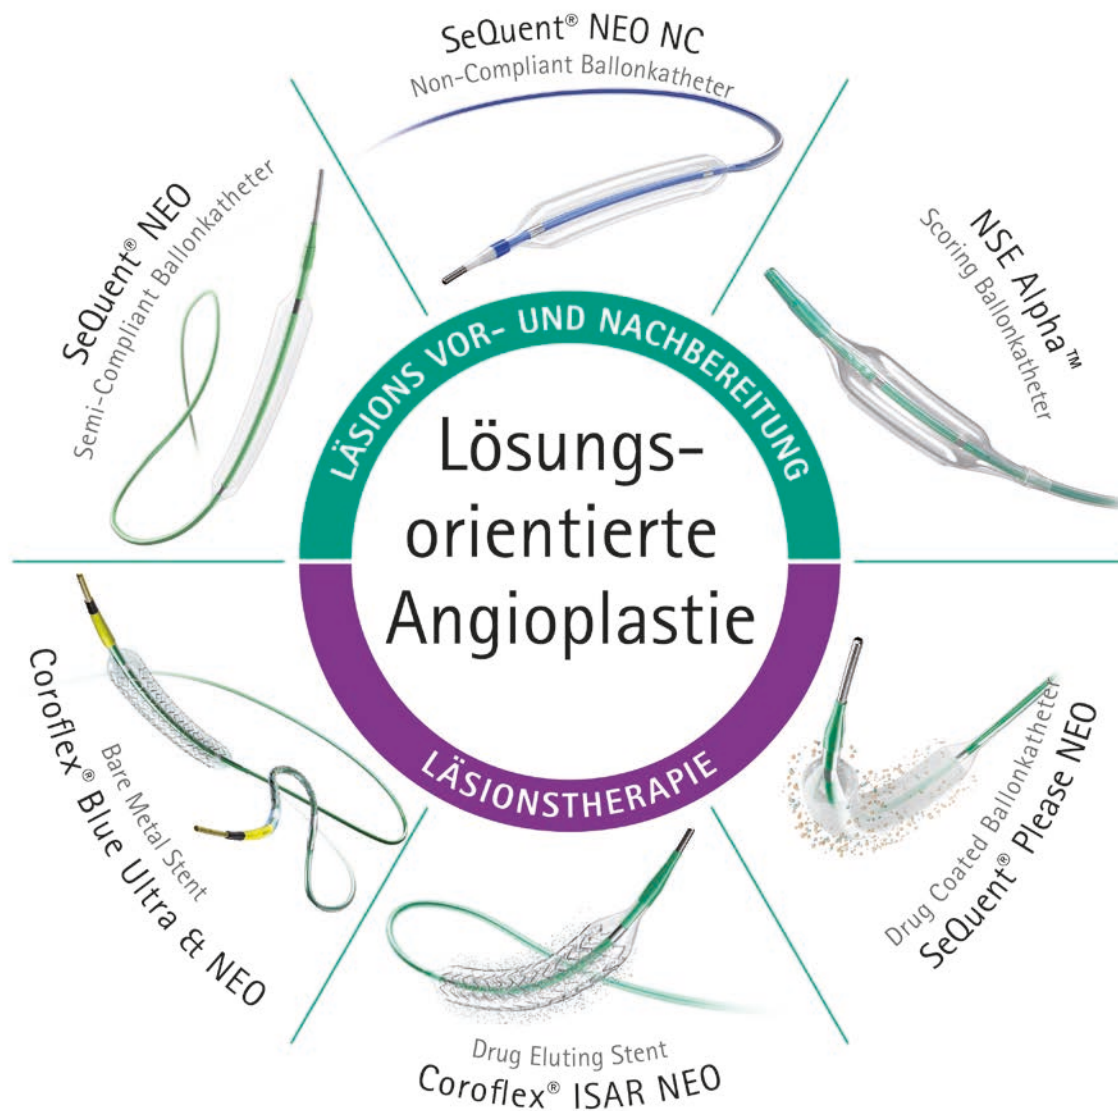 SeQuent® NEO NC
Non-Compliant Ballonkatheter
SeQuent® NEO
Semi-Compliant Ballonkatheter
NSE Alpha™
Scoring Ballonkatheter
LÄSIONS VOR- UND NACHBEREITUNG
Lösungs-
orientierte
Angioplastie
LÄSIONSTHERAPIE
Bare Metal Stent
Coroflex® Blue Ultra & NEO
Drug Coated Ballonkatheter
SeQuent® Please NEO
Drug Eluting Stent
Coroflex® ISAR NEO